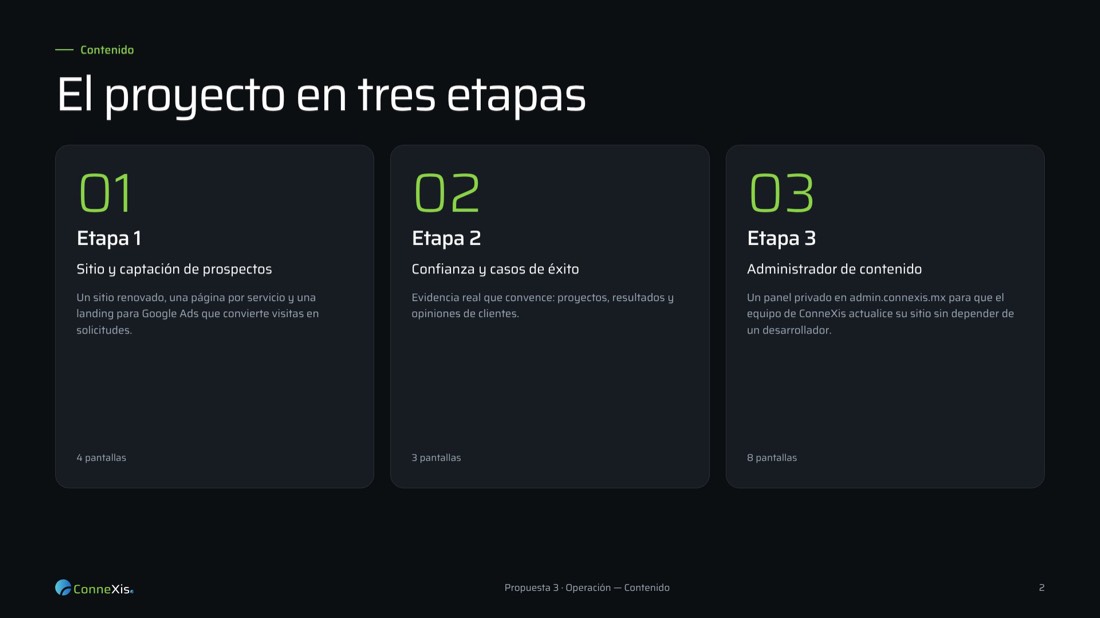 Contenido
El proyecto en tres etapas
01
Etapa 1
Sitio y captación de prospectos
Un sitio renovado, una página por servicio y una
landing para Google Ads que convierte visitas en
solicitudes.
4 pantallas
02
Etapa 2
Confianza y casos de éxito
Evidencia real que convence: proyectos, resultados y
opiniones de clientes.
3 pantallas
03
Etapa 3
Administrador de contenido
Un panel privado en admin.connexis.mx para que el
equipo de ConneXis actualice su sitio sin depender de
un desarrollador.
8 pantallas
ConneXis
Propuesta 3 · Operación — Contenido
2